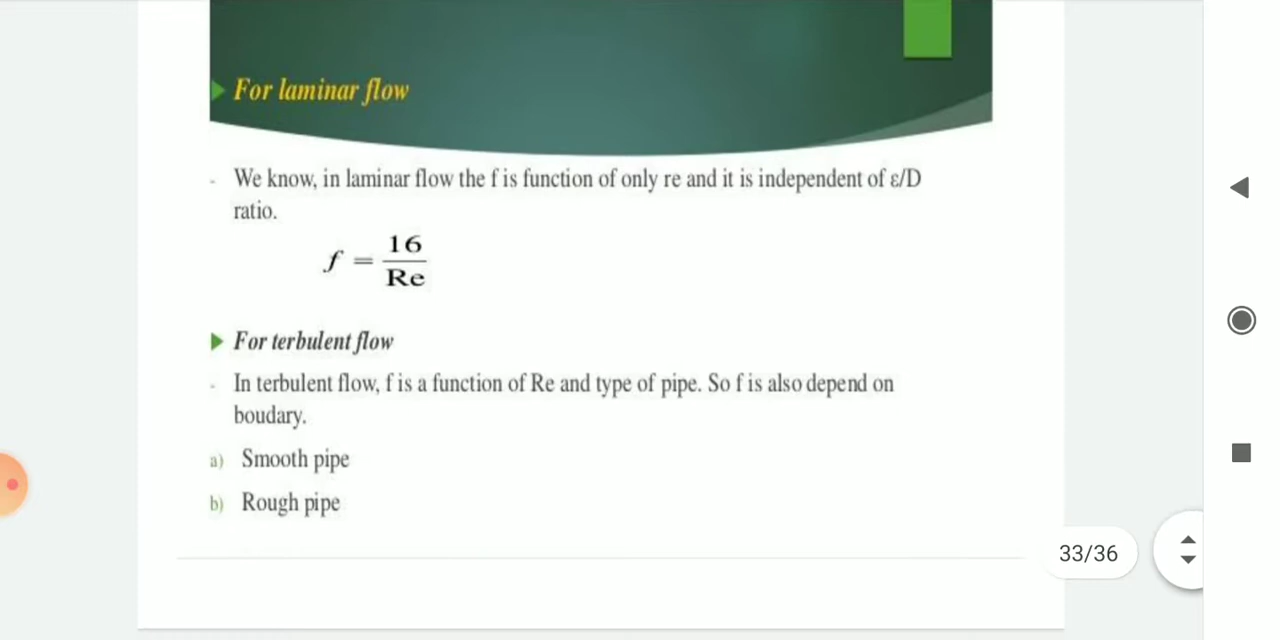 For laminar flow
- We know, in laminar flow the f is function of only re and it is independent of ε/D
ratio.
f = 16/Re
For terbulent flow
- In terbulent flow, f is a function of Re and type of pipe. So f is also depend on
boudary.
a) Smooth pipe
b) Rough pipe
33/36